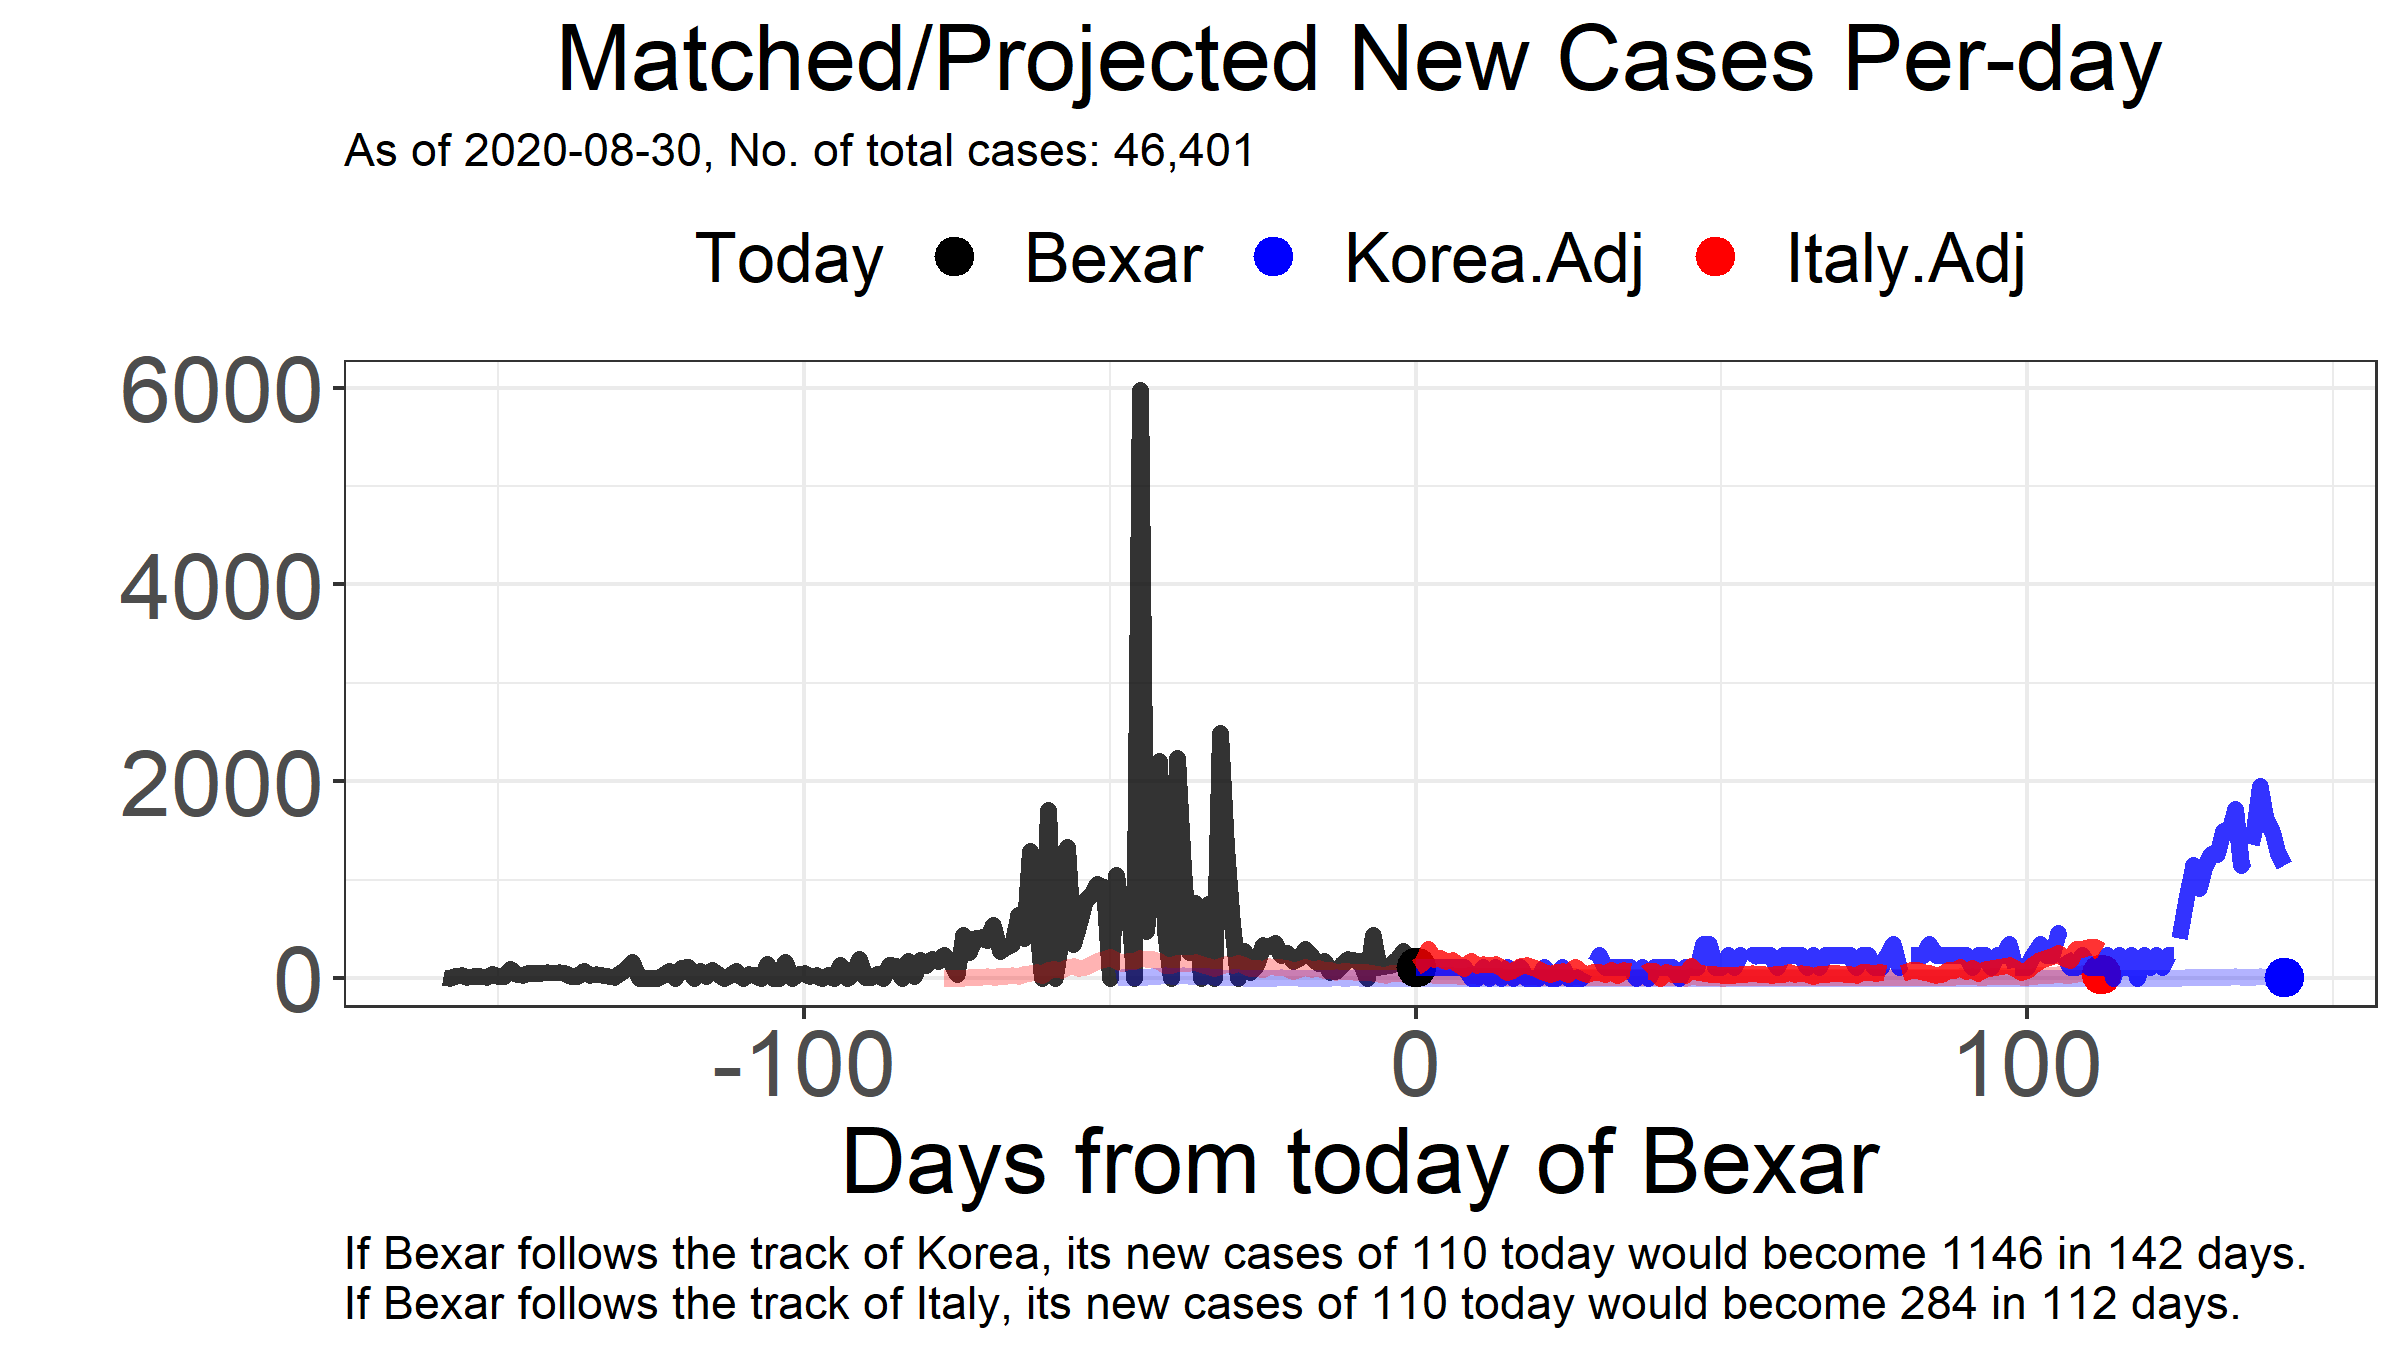 Matched/Projected New Cases Per-day
As of 2020-08-30, No. of total cases: 46,401
Today Bexar Korea.Adj Italy.Adj
6000
4000
2000
0
-100 0 100
Days from today of Bexar
If Bexar follows the track of Korea, its new cases of 110 today would become 1146 in 142 days.
If Bexar follows the track of Italy, its new cases of 110 today would become 284 in 112 days.